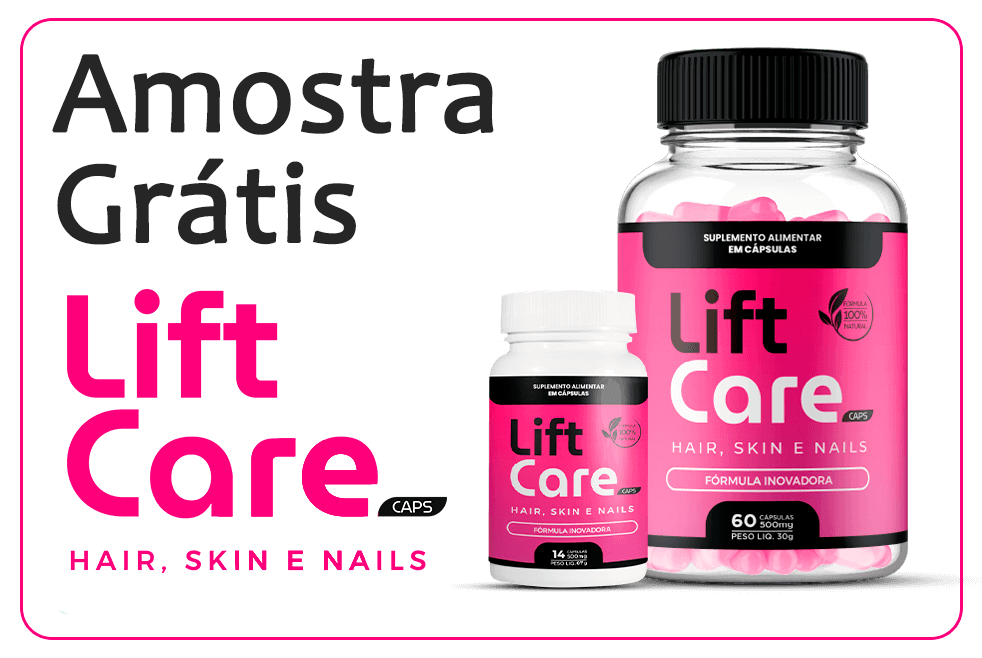 Amostra
Grátis
Lift
Care
CAPS
HAIR, SKIN E NAILS
SUPLEMENTO ALIMENTAR
EM CÁPSULAS
Lift
Care
CAPS
HAIR, SKIN E NAILS
FÓRMULA INOVADORA
14 CÁPSULAS
500mg
PESO LIQ.
SUPLEMENTO ALIMENTAR
EM CÁPSULAS
FÓRMULA
100%
NATURAL
Lift
Care
CAPS
HAIR, SKIN E NAILS
FÓRMULA INOVADORA
60 CÁPSULAS
500mg
PESO LIQ. 30g